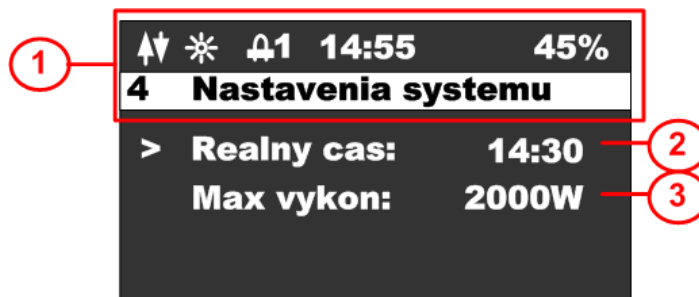 1 14:55 45%
4 Nastavenia systemu
> Realny cas: 14:30
Max vykon: 2000W
1
2
3